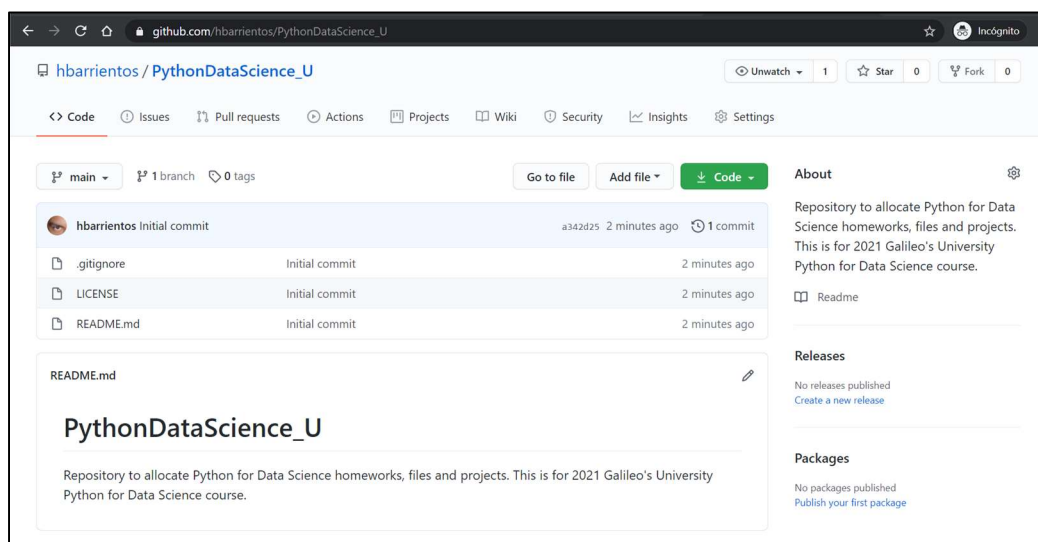 github.com/hbarrientos/PythonDataScience_U
Incógnito
hbarrientos / PythonDataScience_U
Unwatch 1 Star 0 Fork 0
Code Issues Pull requests Actions Projects Wiki Security Insights Settings
main 1 branch 0 tags Go to file Add file Code
hbarrientos Initial commit a342d25 2 minutes ago 1 commit
.gitignore Initial commit 2 minutes ago
LICENSE Initial commit 2 minutes ago
README.md Initial commit 2 minutes ago
README.md
PythonDataScience_U
Repository to allocate Python for Data Science homeworks, files and projects. This is for 2021 Galileo's University
Python for Data Science course.
About
Repository to allocate Python for Data
Science homeworks, files and projects.
This is for 2021 Galileo's University
Python for Data Science course.
Readme
Releases
No releases published
Create a new release
Packages
No packages published
Publish your first package